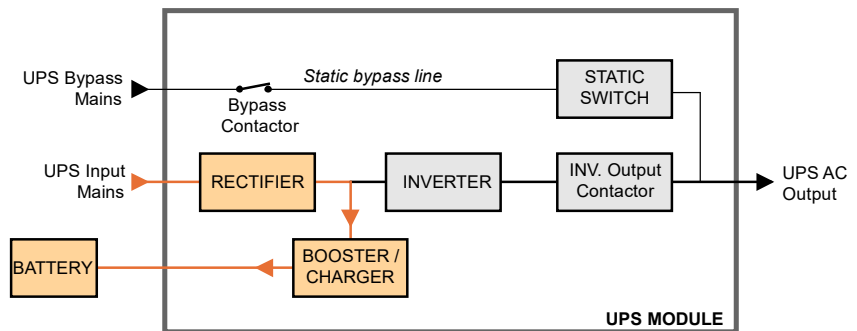 UPS Bypass
Mains
Static bypass line
Bypass
Contactor
STATIC
SWITCH
UPS Input
Mains
RECTIFIER
INVERTER
INV. Output
Contactor
UPS AC
Output
BATTERY
BOOSTER /
CHARGER
UPS MODULE